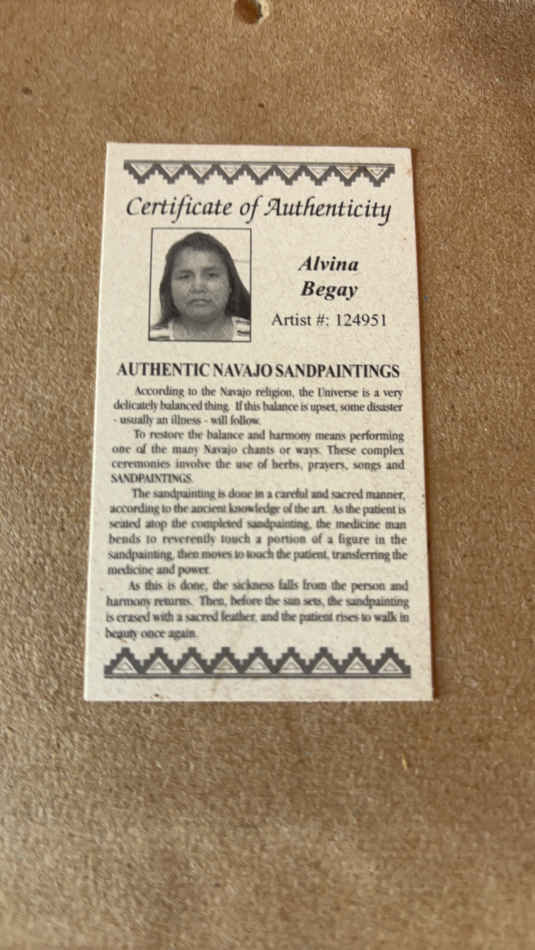 Certificate of Authenticity
Alvina
Begay
Artist #: 124951
AUTHENTIC NAVAJO SANDPAINTINGS
According to the Navajo religion, the Universe is a very
delicately balanced thing. If this balance is upset, some disaster
- usually an illness - will follow.
To restore the balance and harmony means performing
one of the many Navajo chants or ways. These complex
ceremonies involve the use of herbs, prayers, songs and
SANDPAINTINGS.
The sandpainting is done in a careful and sacred manner,
according to the ancient knowledge of the art. As the patient is
seated atop the completed sandpainting, the medicine man
bends to reverently touch a portion of a figure in the
sandpainting, then moves to touch the patient, transferring the
medicine and power.
As this is done, the sickness falls from the person and
harmony returns. Then, before the sun sets, the sandpainting
is erased with a sacred feather, and the patient rises to walk in
beauty once again.